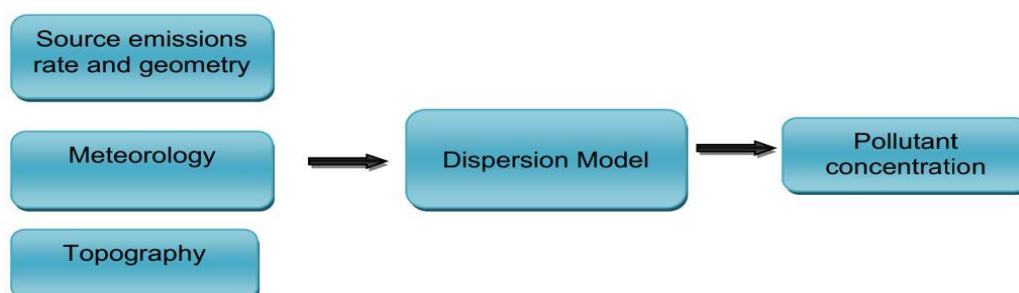 Source emissions
rate and geometry
Meteorology
Topography
Dispersion Model
Pollutant
concentration